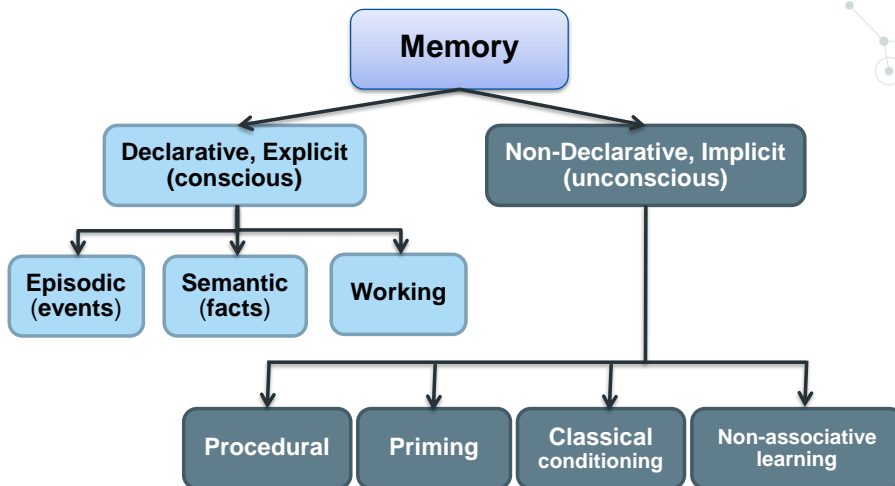 Memory
Declarative, Explicit
(conscious)
Non-Declarative, Implicit
(unconscious)
Episodic
(events)
Semantic
(facts)
Working
Procedural
Priming
Classical
conditioning
Non-associative
learning